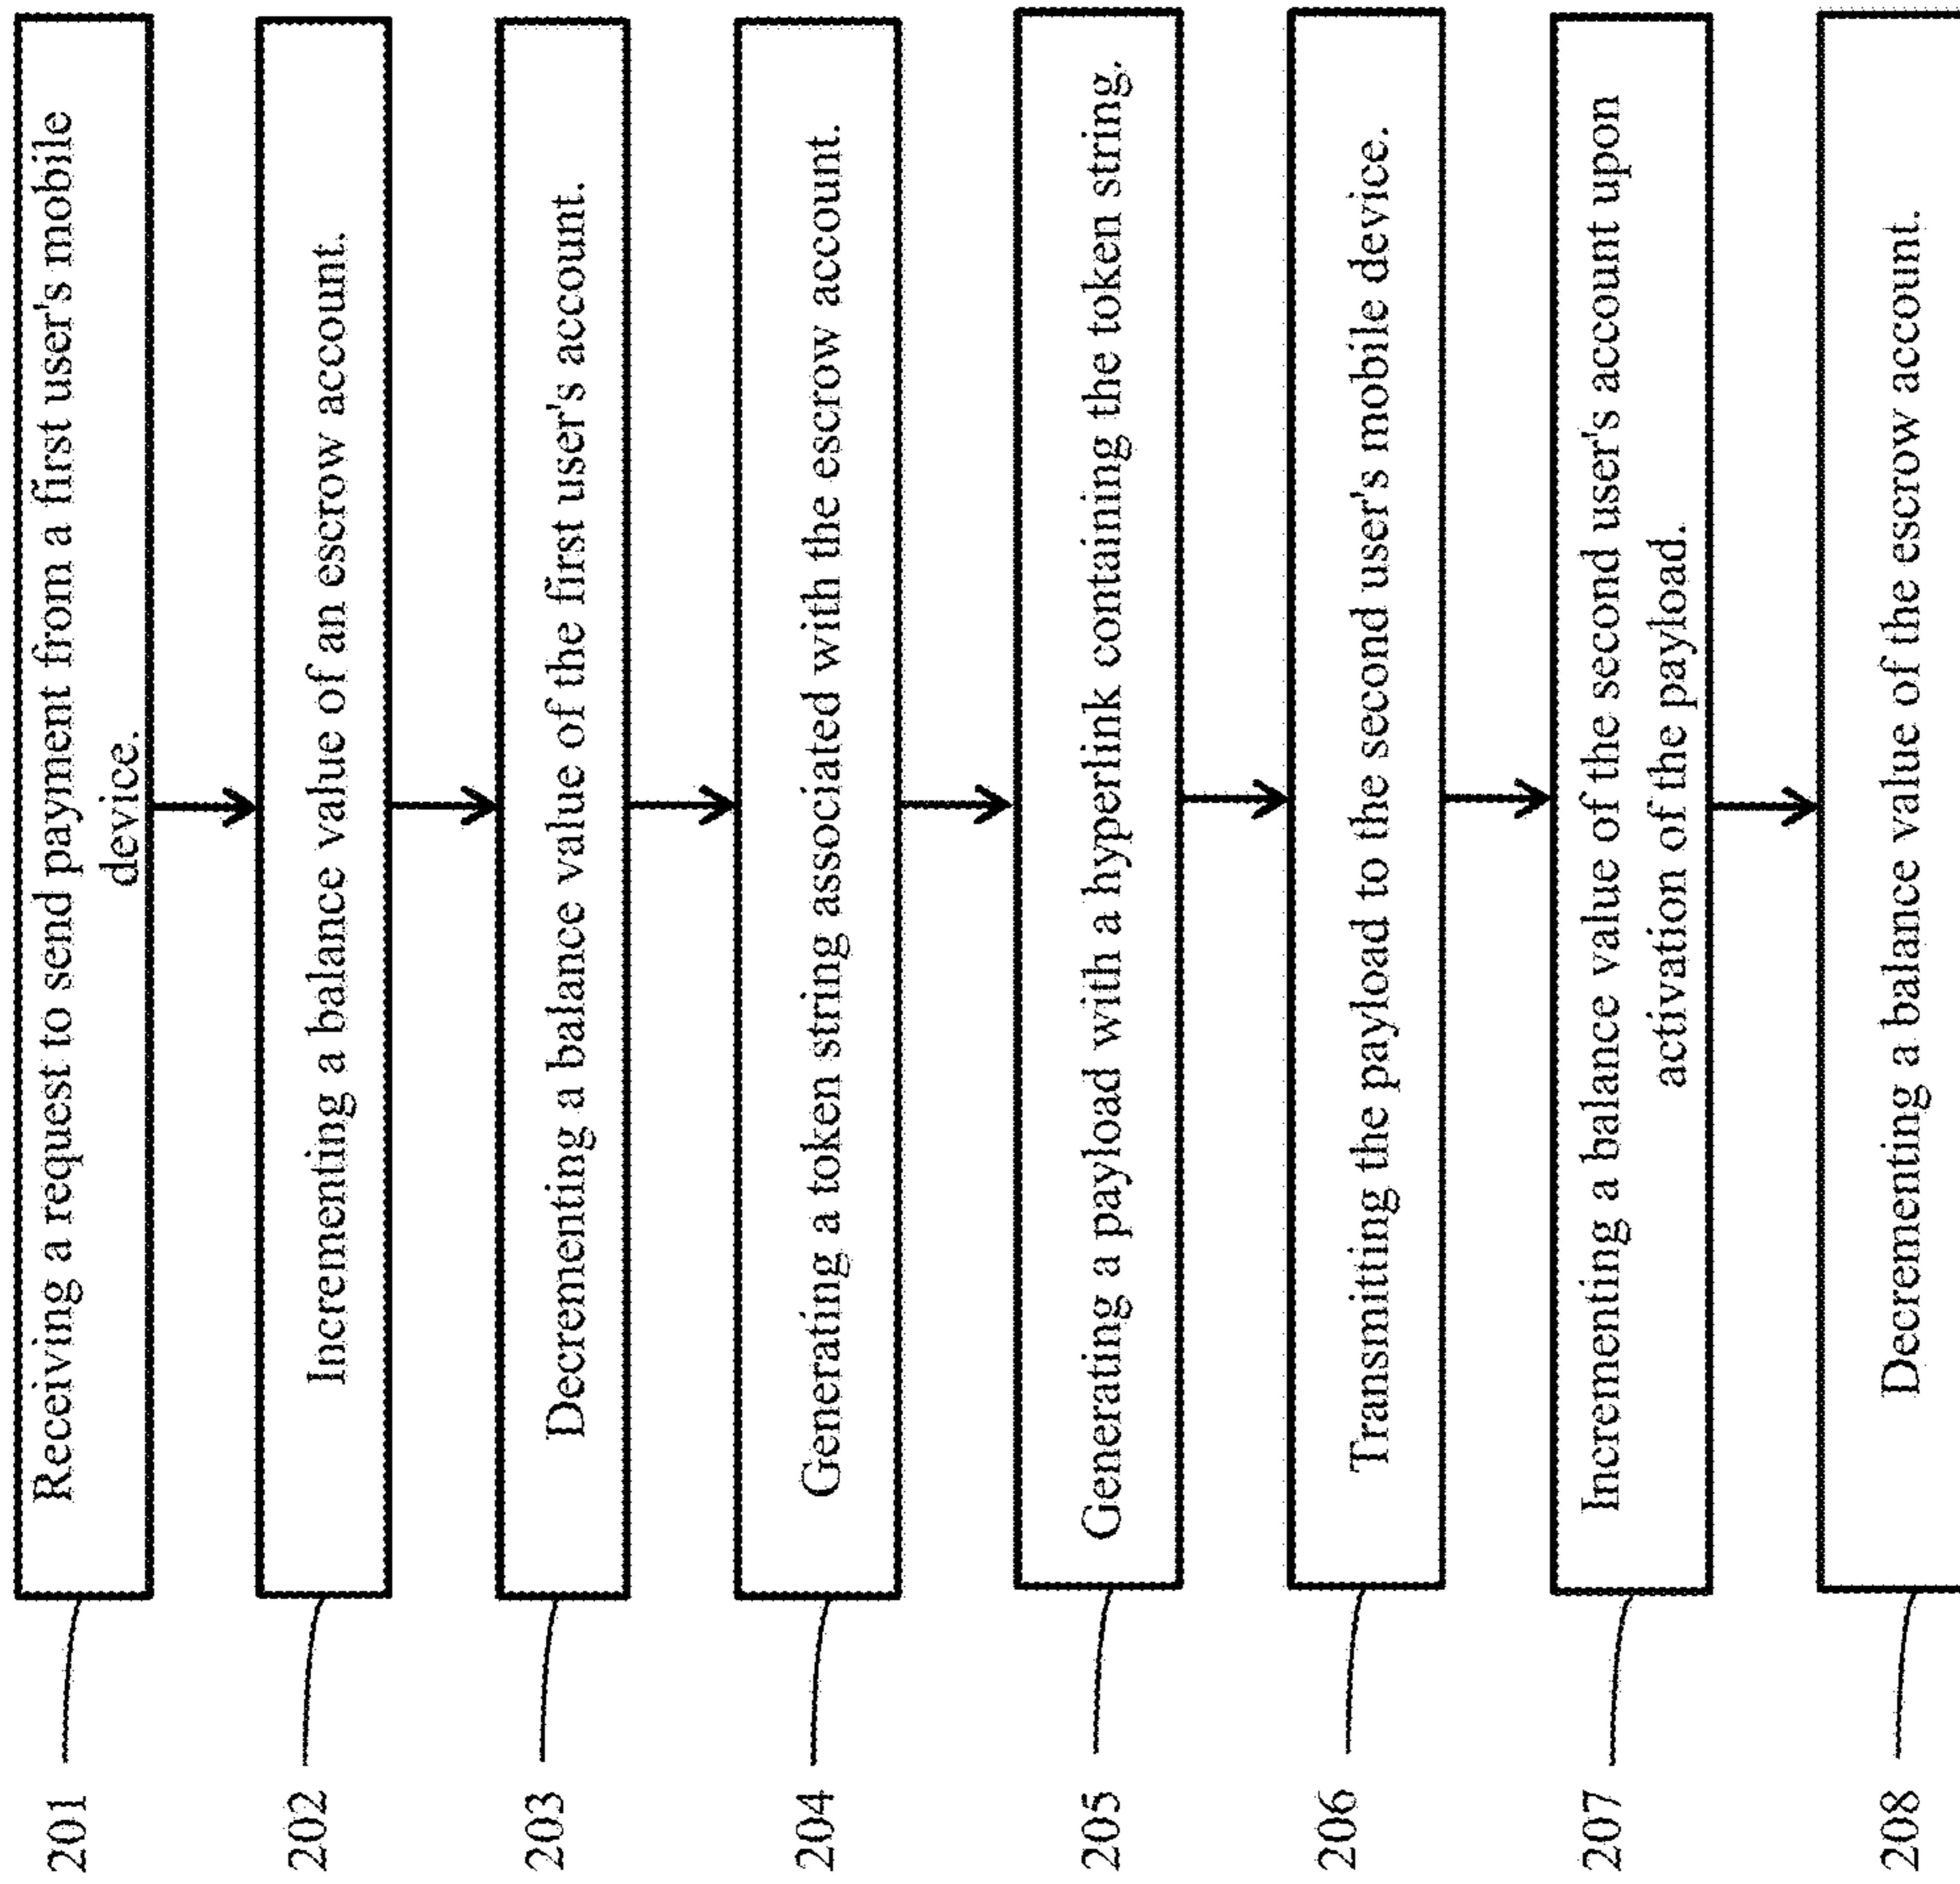 201
Receiving a request to send payment from a first user's mobile
device.
202
Incrementing a balance value of an escrow account.
203
Decrementing a balance value of the first user's account.
204
Generating a token string associated with the escrow account.
205
Generating a payload with a hyperlink containing the token string.
206
Transmitting the payload to the second user's mobile device.
207
Incrementing a balance value of the second user's account upon
activation of the payload.
208
Decrementing a balance value of the escrow account.